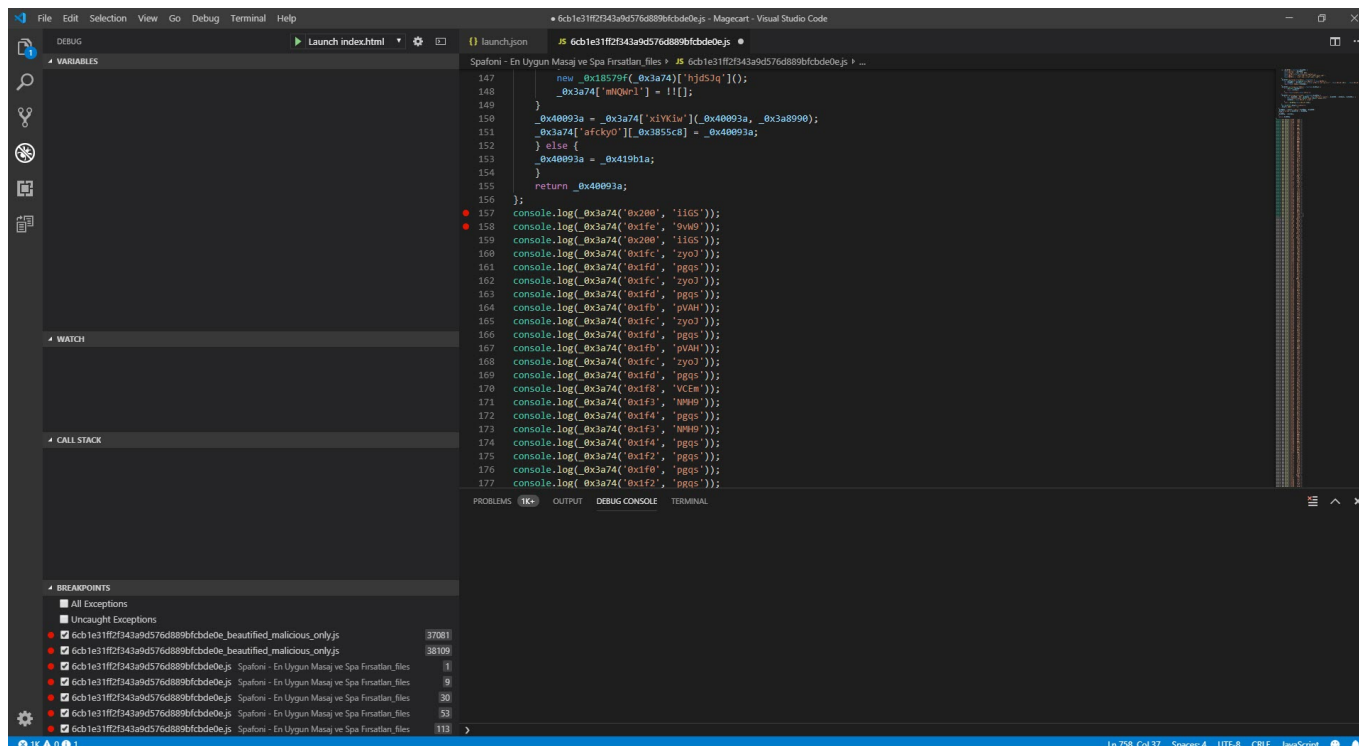 File Edit Selection View Go Debug Terminal Help
● 6cb1e31ff2f343a9d576d889bfcbde0e.js - Magecart - Visual Studio Code
DEBUG
Launch index.html
{} launch.json
JS 6cb1e31ff2f343a9d576d889bfcbde0e.js ●
Spafoni - En Uygun Masaj ve Spa Fırsatları_files ▸ JS 6cb1e31ff2f343a9d576d889bfcbde0e.js ▸ ...
VARIABLES
WATCH
CALL STACK
BREAKPOINTS
All Exceptions
Uncaught Exceptions
6cb1e31ff2f343a9d576d889bfcbde0e_beautified_malicious_only.js 37081
6cb1e31ff2f343a9d576d889bfcbde0e_beautified_malicious_only.js 38109
6cb1e31ff2f343a9d576d889bfcbde0e.js Spafoni - En Uygun Masaj ve Spa Fırsatları_files 1
6cb1e31ff2f343a9d576d889bfcbde0e.js Spafoni - En Uygun Masaj ve Spa Fırsatları_files 9
6cb1e31ff2f343a9d576d889bfcbde0e.js Spafoni - En Uygun Masaj ve Spa Fırsatları_files 30
6cb1e31ff2f343a9d576d889bfcbde0e.js Spafoni - En Uygun Masaj ve Spa Fırsatları_files 53
6cb1e31ff2f343a9d576d889bfcbde0e.js Spafoni - En Uygun Masaj ve Spa Fırsatları_files 113
147 new _0x18579f(_0x3a74)['hjdSJq']();
148 _0x3a74['mNQWrl'] = !![];
149 }
150 _0x40093a = _0x3a74['xiYKiw'](_0x40093a, _0x3a8990);
151 _0x3a74['afckyO'][_0x3855c8] = _0x40093a;
152 } else {
153 _0x40093a = _0x419b1a;
154 }
155 return _0x40093a;
156 };
157 console.log(_0x3a74('0x200', 'iiGS'));
158 console.log(_0x3a74('0x1fe', '9vW9'));
159 console.log(_0x3a74('0x200', 'iiGS'));
160 console.log(_0x3a74('0x1fc', 'zyoJ'));
161 console.log(_0x3a74('0x1fd', 'pgqs'));
162 console.log(_0x3a74('0x1fc', 'zyoJ'));
163 console.log(_0x3a74('0x1fd', 'pgqs'));
164 console.log(_0x3a74('0x1fb', 'pVAH'));
165 console.log(_0x3a74('0x1fc', 'zyoJ'));
166 console.log(_0x3a74('0x1fd', 'pgqs'));
167 console.log(_0x3a74('0x1fb', 'pVAH'));
168 console.log(_0x3a74('0x1fc', 'zyoJ'));
169 console.log(_0x3a74('0x1fd', 'pgqs'));
170 console.log(_0x3a74('0x1f8', 'VCEm'));
171 console.log(_0x3a74('0x1f3', 'NMH9'));
172 console.log(_0x3a74('0x1f4', 'pgqs'));
173 console.log(_0x3a74('0x1f3', 'NMH9'));
174 console.log(_0x3a74('0x1f4', 'pgqs'));
175 console.log(_0x3a74('0x1f2', 'pgqs'));
176 console.log(_0x3a74('0x1f0', 'pgqs'));
177 console.log(_0x3a74('0x1f2', 'pgqs'));
PROBLEMS 1K+ OUTPUT DEBUG CONSOLE TERMINAL
1K 0 1
Ln 758, Col 37 Spaces: 4 UTF-8 CRLF JavaScript